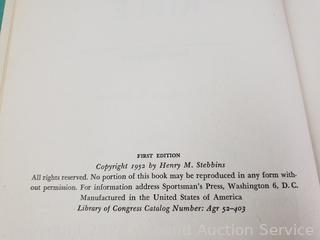 FIRST EDITION
Copyright 1952 by Henry M. Stebbins
All rights reserved. No portion of this book may be reproduced in any form with-
out permission. For information address Sportsman's Press, Washington 6, D. C.
Manufactured in the United States of America
Library of Congress Catalog Number: Agr 52-403
Auction Service